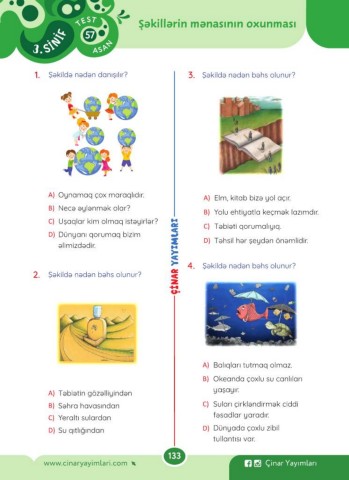 3. SİNİF
TEST
57
ASAN
Şəkillərin mənasının oxunması
1. Şəkildə nədən danışılır?
A) Oynamaq çox maraqlıdır.
B) Necə əylənmək olar?
C) Uşaqlar kim olmaq istəyirlər?
D) Dünyanı qorumaq bizim
əlimizdədir.
2. Şəkildə nədən bəhs olunur?
A) Təbiətin gözəlliyindən
B) Səhra havasından
C) Yeraltı sulardan
D) Su qıtlığından
ÇİNAR YAYIMLARI
3. Şəkildə nədən bəhs olunur?
A) Elm, kitab bizə yol açır.
B) Yolu ehtiyatla keçmək lazımdır.
C) Təbiəti qorumalıyıq.
D) Təhsil hər şeydən önəmlidir.
4. Şəkildə nədən bəhs olunur?
A) Balıqları tutmaq olmaz.
B) Okeanda çoxlu su canlıları
yaşayır.
C) Suları çirkləndirmək ciddi
fəsadlar yaradır.
D) Dünyada çoxlu zibil
tullantısı var.
www.cinaryayimlari.com
133
Çinar Yayımları